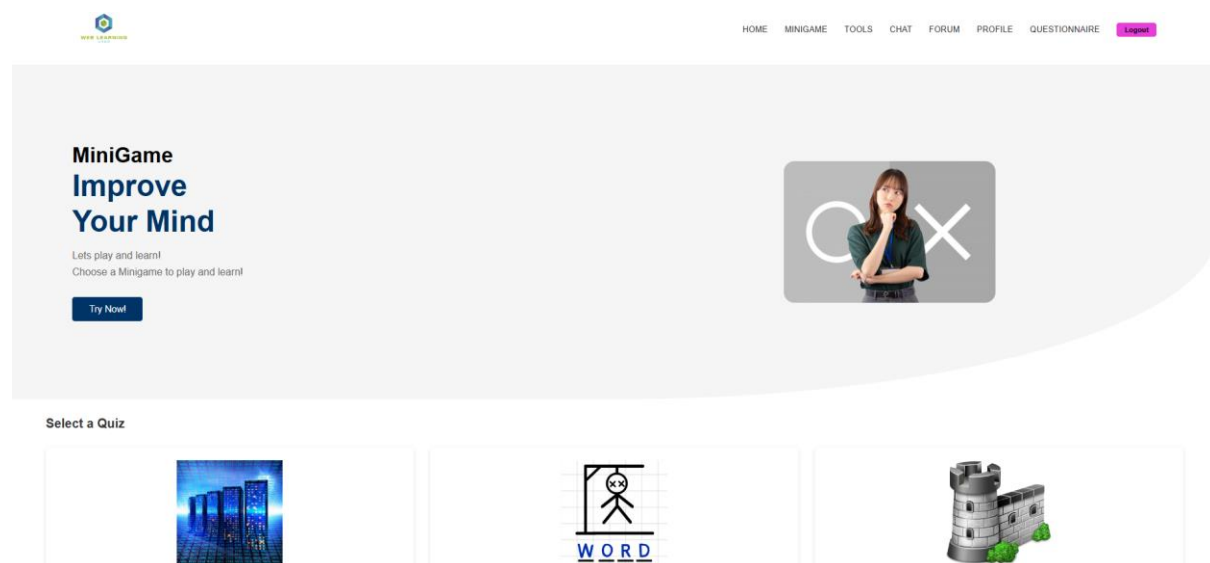 WEB LEARNING
HOME MINIGAME TOOLS CHAT FORUM PROFILE QUESTIONNAIRE Logout
MiniGame
Improve
Your Mind
Lets play and learn!
Choose a Minigame to play and learn!
Try Now!
Select a Quiz
WORD